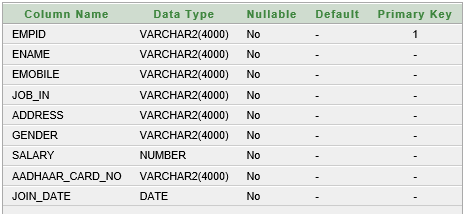 Column Name Data Type Nullable Default Primary Key
EMPID VARCHAR2(4000) No - 1
ENAME VARCHAR2(4000) No - -
EMOBILE VARCHAR2(4000) No - -
JOB_IN VARCHAR2(4000) No - -
ADDRESS VARCHAR2(4000) No - -
GENDER VARCHAR2(4000) No - -
SALARY NUMBER No - -
AADHAAR_CARD_NO VARCHAR2(4000) No - -
JOIN_DATE DATE No - -